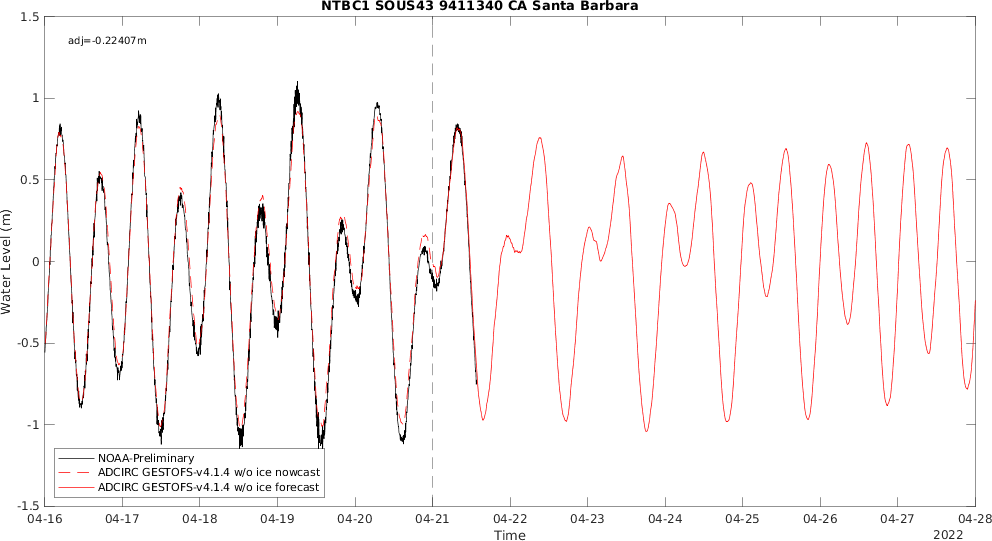 NTBC1 SOUS43 9411340 CA Santa Barbara
adj=-0.22407m
1.5
1
0.5
0
-0.5
-1
-1.5
Water Level (m)
NOAA-Preliminary
ADCIRC GESTOFS-v4.1.4 w/o ice nowcast
ADCIRC GESTOFS-v4.1.4 w/o ice forecast
04-16 04-17 04-18 04-19 04-20 04-21 04-22 04-23 04-24 04-25 04-26 04-27 04-28
Time
2022